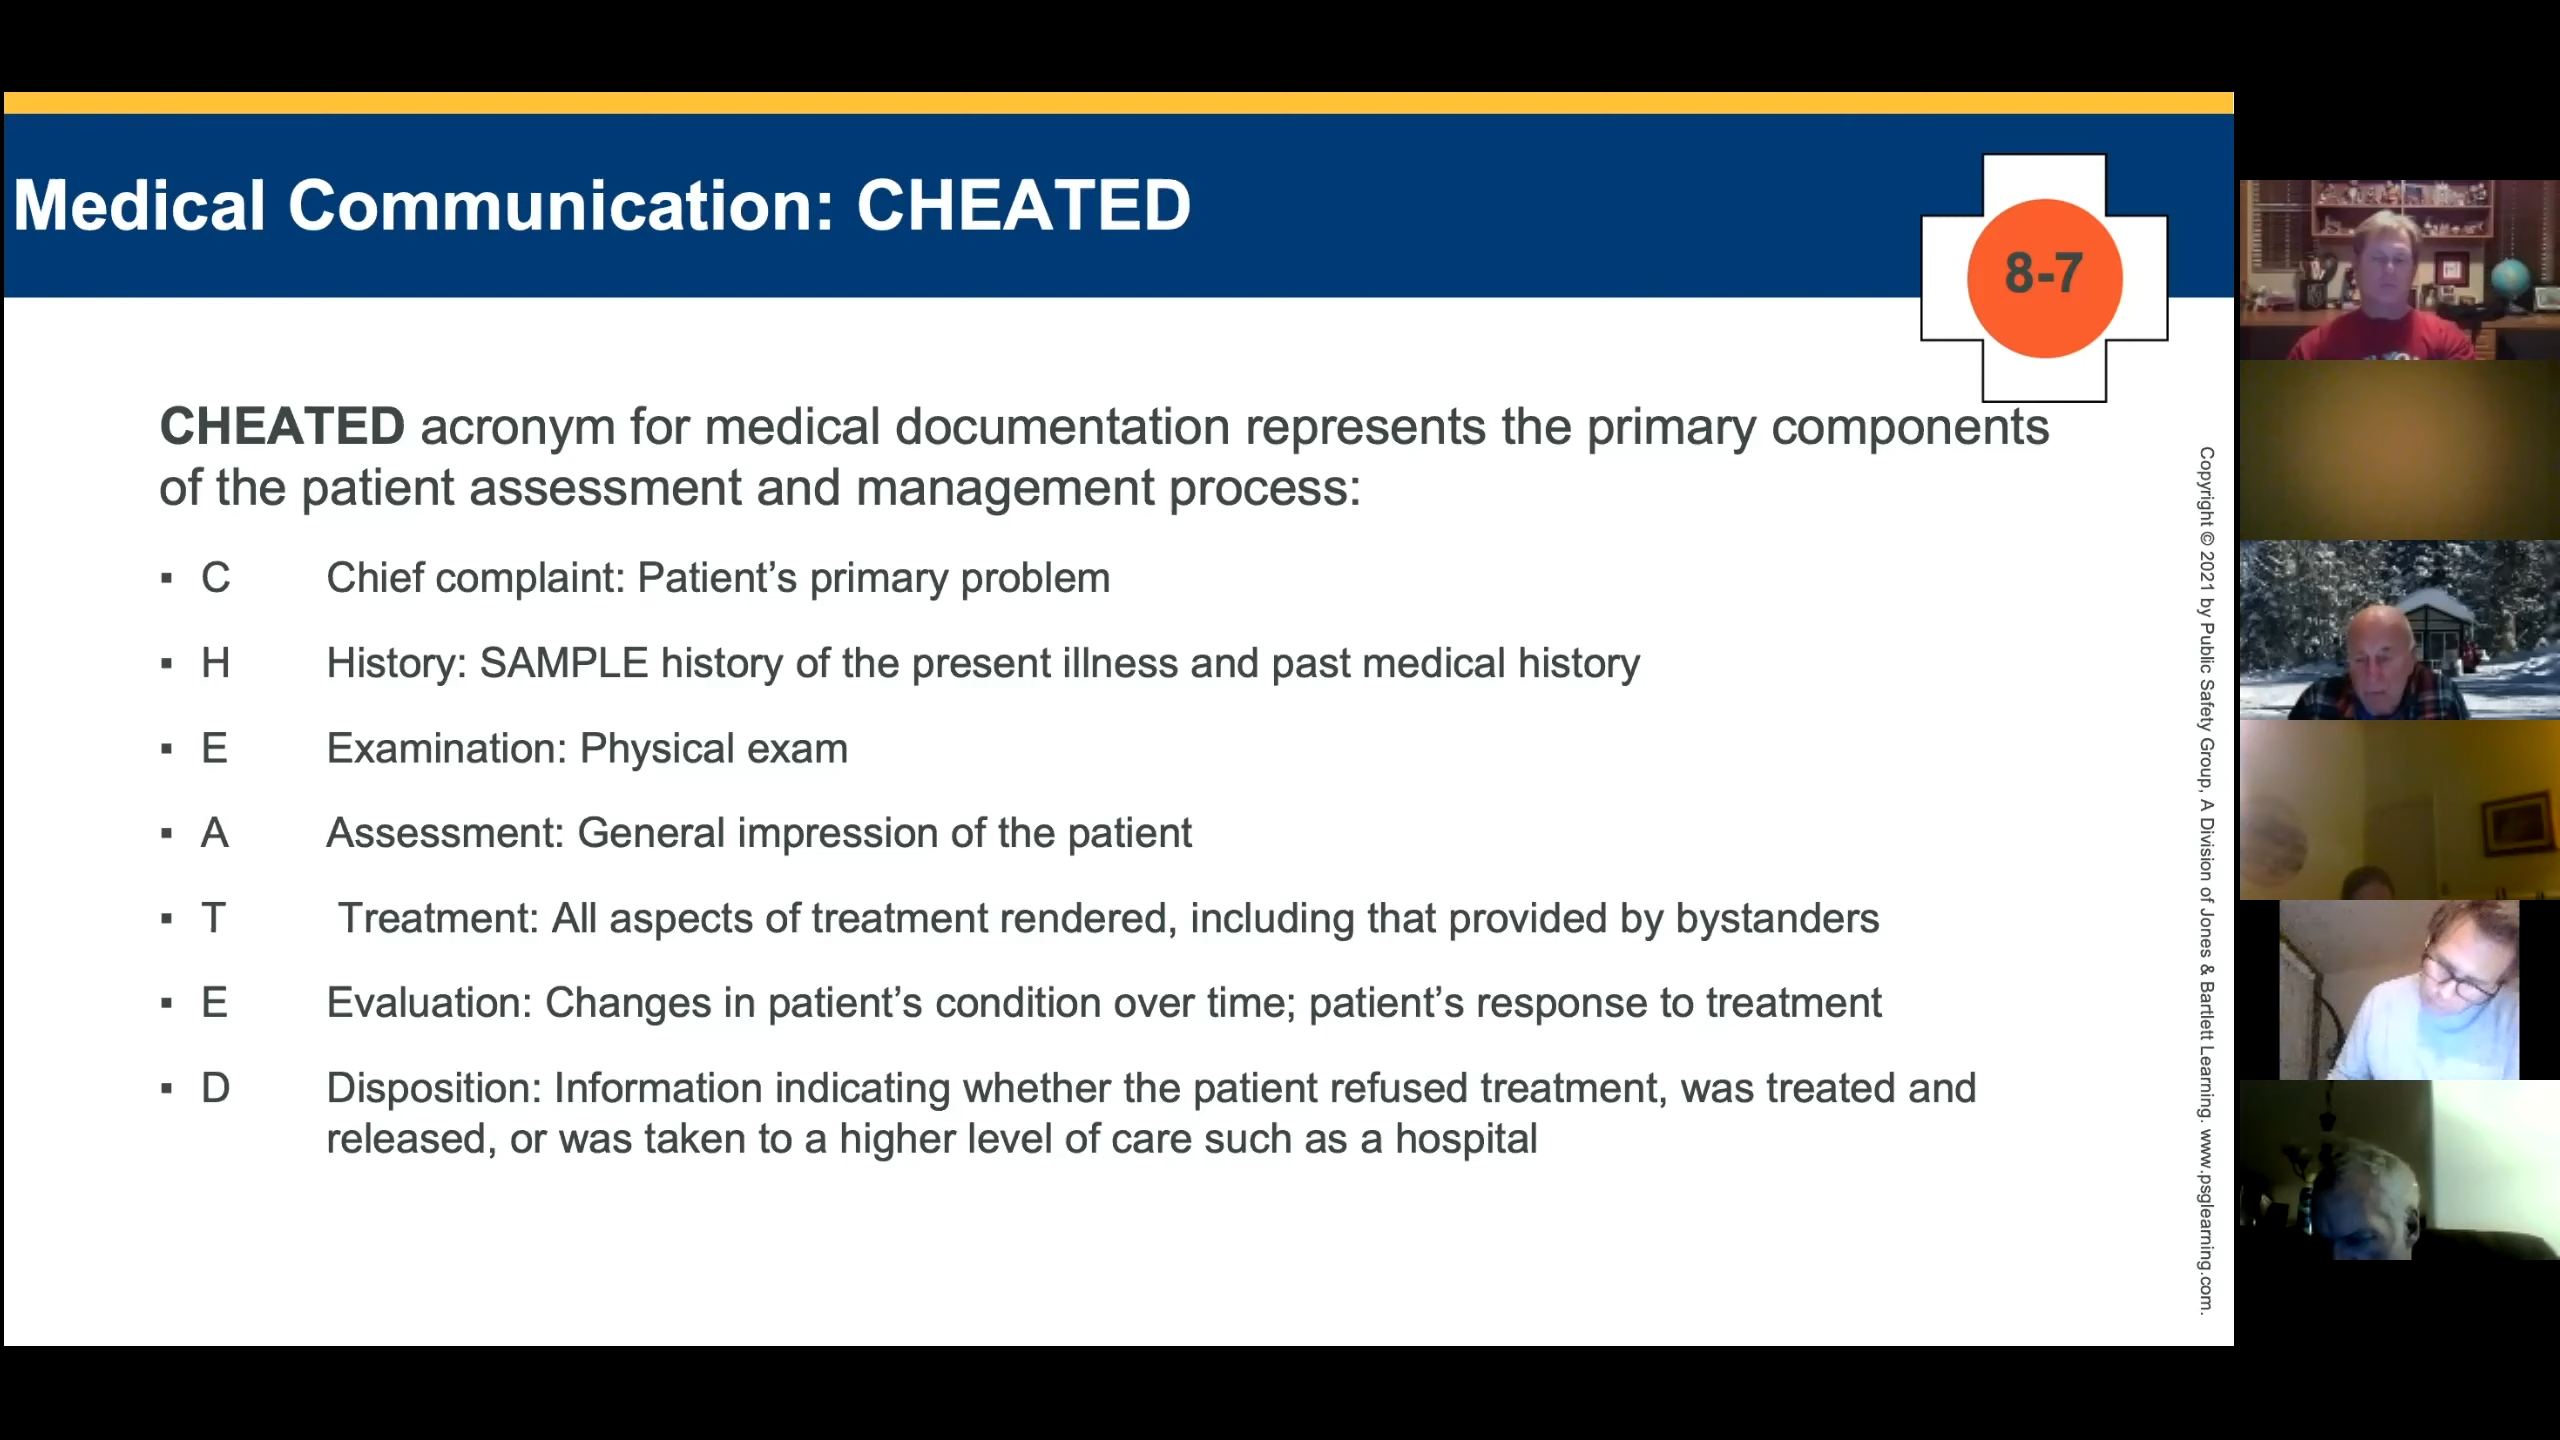 Medical Communication: CHEATED
8-7
CHEATED acronym for medical documentation represents the primary components
of the patient assessment and management process:
▪ C Chief complaint: Patient’s primary problem
▪ H History: SAMPLE history of the present illness and past medical history
▪ E Examination: Physical exam
▪ A Assessment: General impression of the patient
▪ T Treatment: All aspects of treatment rendered, including that provided by bystanders
▪ E Evaluation: Changes in patient’s condition over time; patient’s response to treatment
▪ D Disposition: Information indicating whether the patient refused treatment, was treated and
released, or was taken to a higher level of care such as a hospital
Copyright © 2021 by Public Safety Group, A Division of Jones & Bartlett Learning. www.psglearning.com.